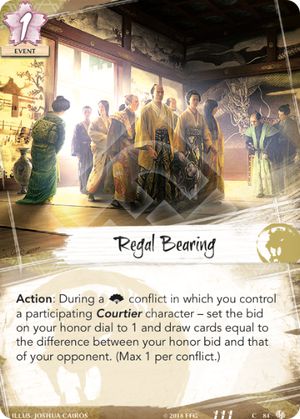 1
EVENT
Regal Bearing
Action: During a conflict in which you control
a participating Courtier character – set the bid
on your honor dial to 1 and draw cards equal to
the difference between your honor bid and that
of your opponent. (Max 1 per conflict.)
ILLUS: JOSHUA CAIRÓS © 2018 FFG 111 C 84